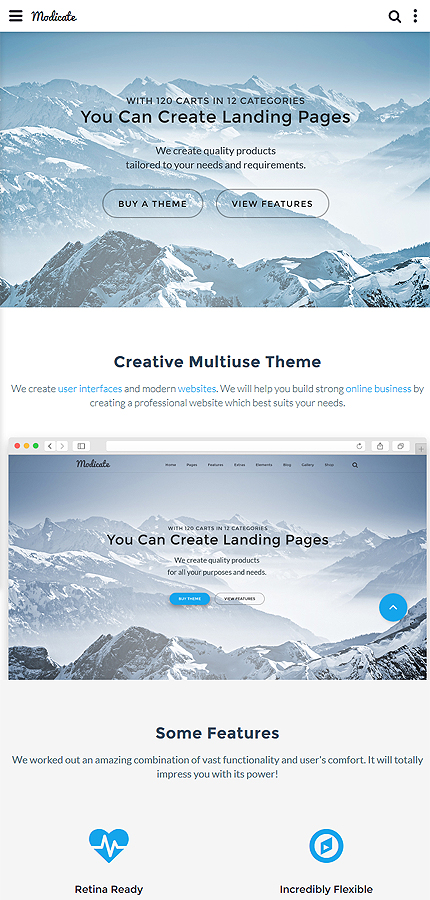 Modicate
WITH 120 CARTS IN 12 CATEGORIES
You Can Create Landing Pages
We create quality products
tailored to your needs and requirements.
BUY A THEME
VIEW FEATURES
Creative Multiuse Theme
We create user interfaces and modern websites. We will help you build strong online business by
creating a professional website which best suits your needs.
Modicate
Home Pages Features Extras Elements Blog Gallery Shop
WITH 120 CARTS IN 12 CATEGORIES
You Can Create Landing Pages
We create quality products
for all your purposes and needs.
BUY THEME
VIEW FEATURES
Some Features
We worked out an amazing combination of vast functionality and user's comfort. It will totally
impress you with its power!
Retina Ready
Incredibly Flexible